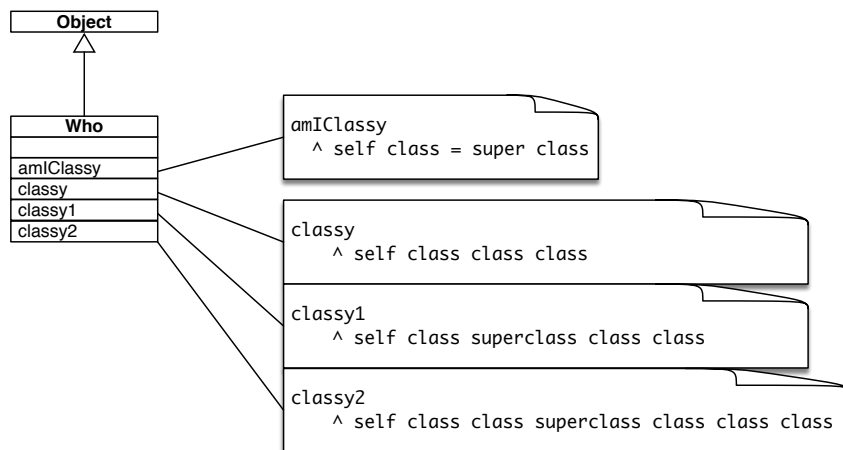 Object
Who
amIClassy
classy
classy1
classy2
amIClassy
^ self class = super class
classy
^ self class class class
classy1
^ self class superclass class class
classy2
^ self class class superclass class class class